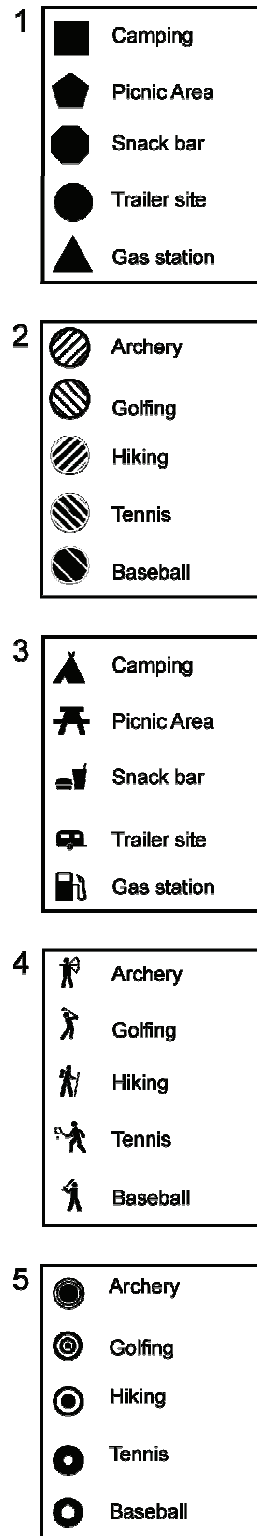 1
Camping
Picnic Area
Snack bar
Trailer site
Gas station
2
Archery
Golfing
Hiking
Tennis
Baseball
3
Camping
Picnic Area
Snack bar
Trailer site
Gas station
4
Archery
Golfing
Hiking
Tennis
Baseball
5
Archery
Golfing
Hiking
Tennis
Baseball